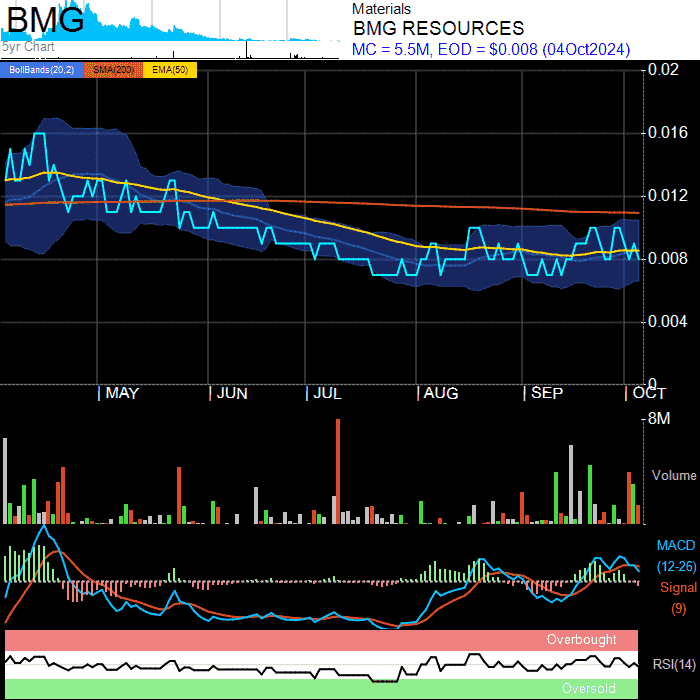 BMG
5yr Chart
Materials
BMG RESOURCES
MC = 5.5M, EOD = $0.008 (04Oct2024)
BollBands(20,2) SMA(200) EMA(50)
0.02
0.016
0.012
0.008
0.004
0
MAY JUN JUL AUG SEP OCT
8M
Volume
MACD
(12-26)
Signal
(9)
Overbought
RSI(14)
Oversold